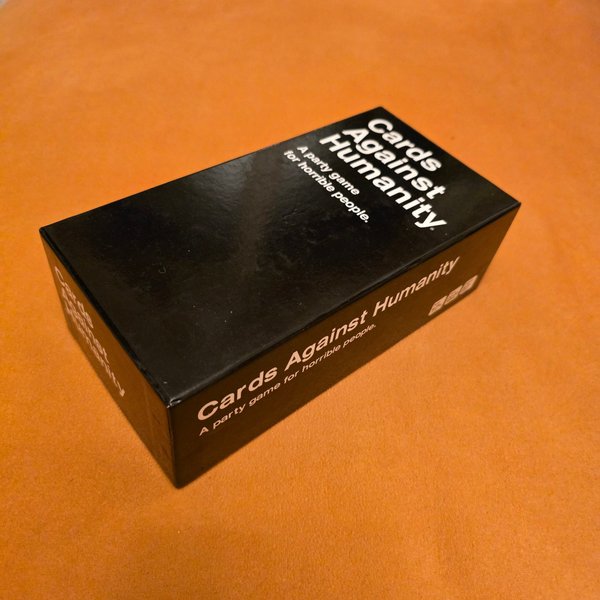 Cards
Against
Humanity
A party game
for horrible people.
Cards Against Humanity
A party game for horrible people.
Cards
Against
Humanity